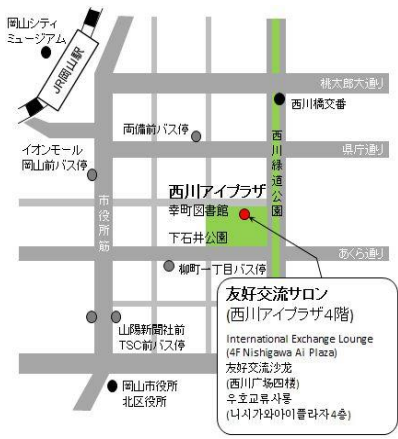 岡山シティ
ミュージアム
JR岡山駅
桃太郎大通り
西川橋交番
両備前バス停
県庁通り
イオンモール
岡山前バス停
西川緑道公園
西川アイプラザ
幸町図書館
市役所筋
下石井公園
あくら通り
柳町一丁目バス停
友好交流サロン
(西川アイプラザ4階)
International Exchange Lounge
(4F Nishigawa Ai Plaza)
友好交流沙龙
(西川广场四楼)
우호교류사롱
(니시가와아이플라자4층)
山陽新聞社前
TSC前バス停
岡山市役所
北区役所